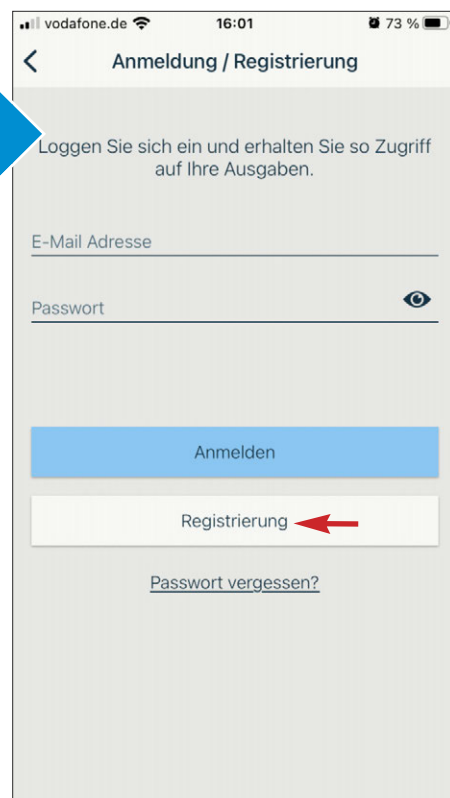 vodafone.de 16:01 73 %
Anmeldung / Registrierung
Loggen Sie sich ein und erhalten Sie so Zugriff
auf Ihre Ausgaben.
E-Mail Adresse
Passwort
Anmelden
Registrierung
Passwort vergessen?